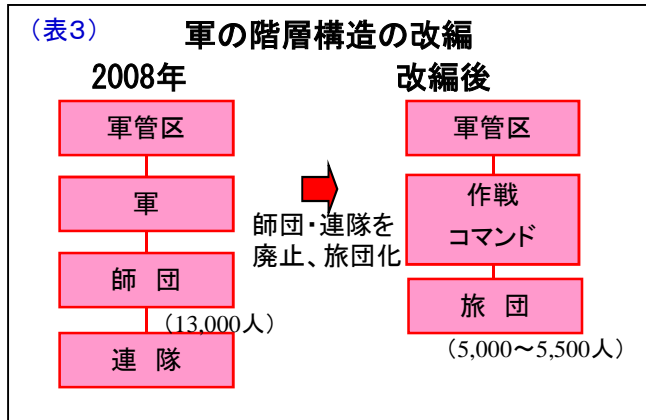 (表3)
軍の階層構造の改編
2008年
改編後
軍管区
軍
師 団
(13,000人)
連 隊
師団・連隊を
廃止、旅団化
軍管区
作戦
コマンド
旅 団
(5,000～5,500人)